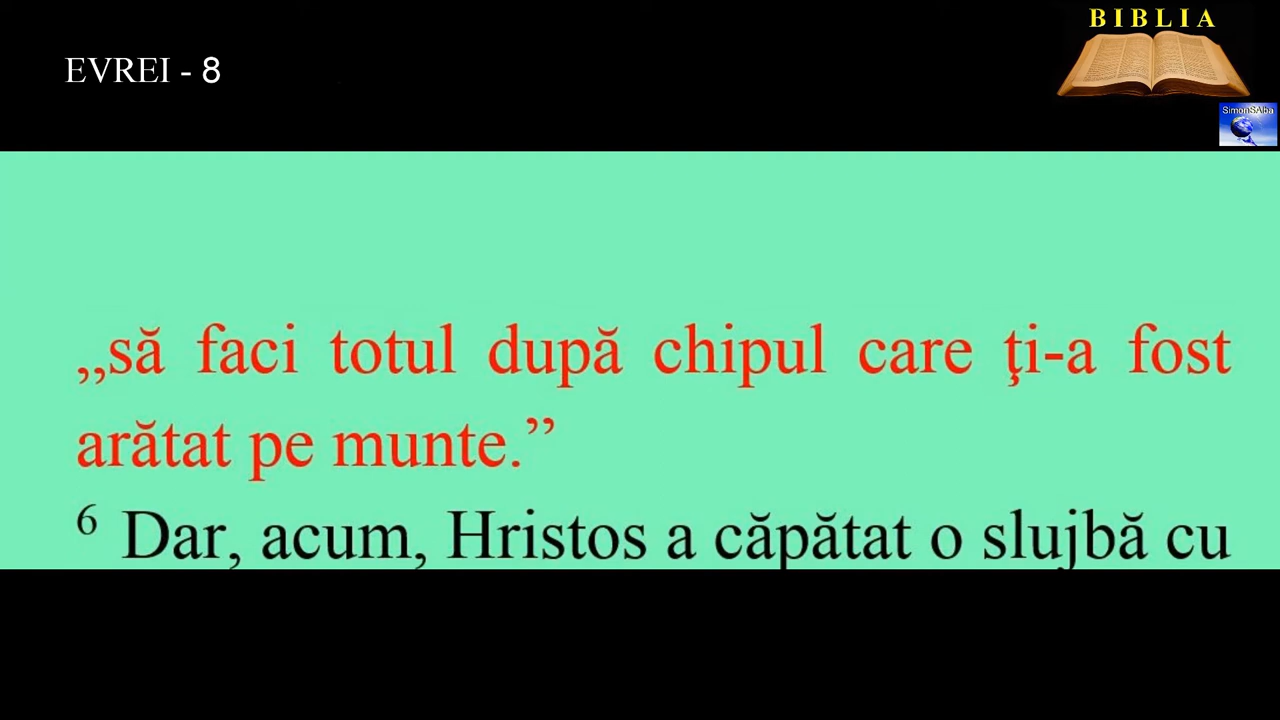 BIBLIA
EVREI - 8
SimonSAlba
„să faci totul după chipul care ţi-a fost
arătat pe munte.”
6 Dar, acum, Hristos a căpătat o slujbă cu